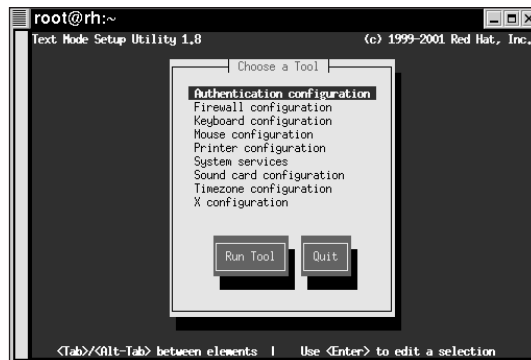 root@rh:~
Text Mode Setup Utility 1.8 (c) 1999-2001 Red Hat, Inc.
Choose a Tool
Authentication configuration
Firewall configuration
Keyboard configuration
Mouse configuration
Printer configuration
System services
Sound card configuration
Timezone configuration
X configuration
Run Tool Quit
<Tab>/<Alt-Tab> between elements | Use <Enter> to edit a selection